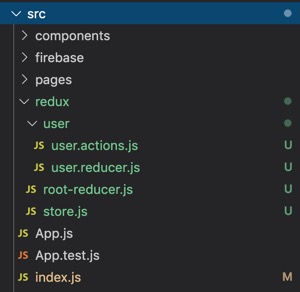 src
components
firebase
pages
redux
user
JS user.actions.js U
JS user.reducer.js U
JS root-reducer.js U
JS store.js U
JS App.js
JS App.test.js
JS index.js M